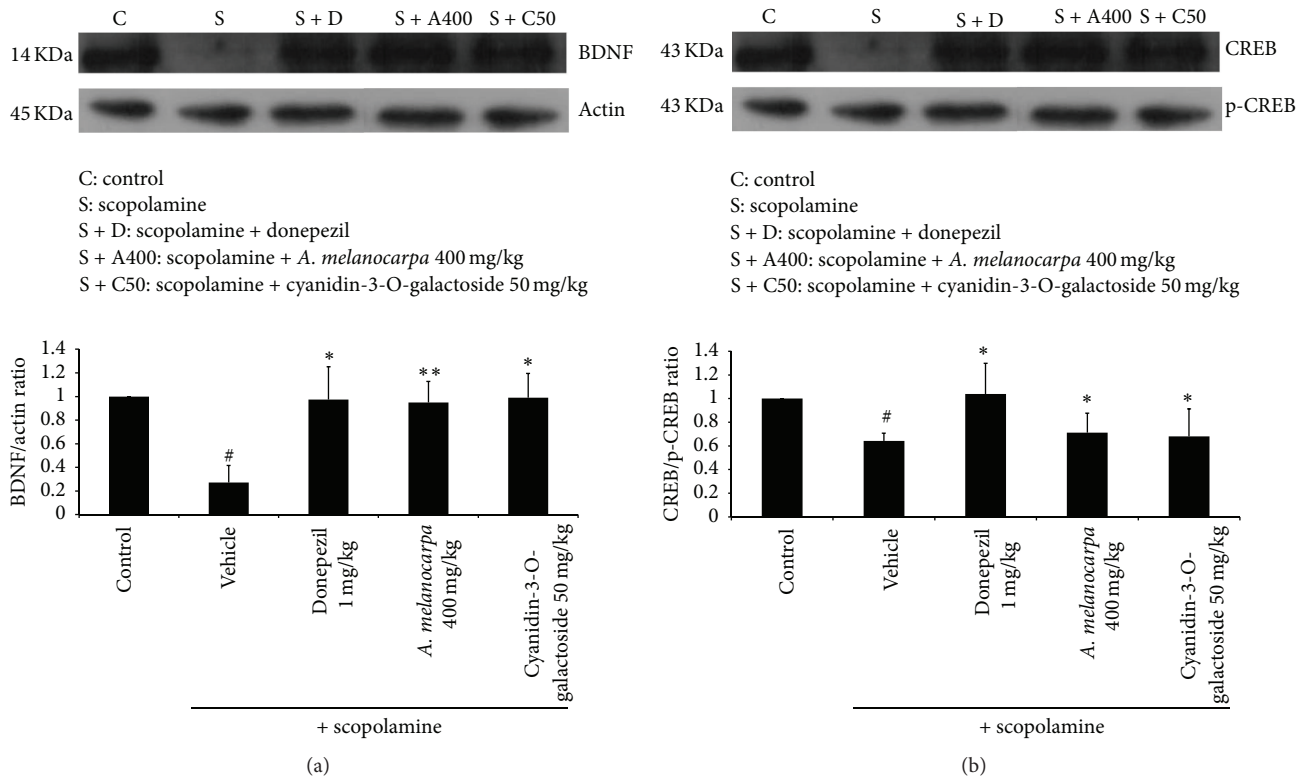 C S S + D S + A400 S + C50
14 KDa BDNF
45 KDa Actin
C: control
S: scopolamine
S + D: scopolamine + donepezil
S + A400: scopolamine + A. melanocarpa 400 mg/kg
S + C50: scopolamine + cyanidin-3-O-galactoside 50 mg/kg
BDNF/actin ratio
1.4
1.2
1
0.8
0.6
0.4
0.2
0
#
*
**
*
Control
Vehicle
Donepezil
1 mg/kg
A. melanocarpa
400 mg/kg
Cyanidin-3-O-
galactoside 50 mg/kg
+ scopolamine
(a)
C S S + D S + A400 S + C50
43 KDa CREB
43 KDa p-CREB
C: control
S: scopolamine
S + D: scopolamine + donepezil
S + A400: scopolamine + A. melanocarpa 400 mg/kg
S + C50: scopolamine + cyanidin-3-O-galactoside 50 mg/kg
CREB/p-CREB ratio
1.4
1.2
1
0.8
0.6
0.4
0.2
0
#
*
*
*
Control
Vehicle
Donepezil
1 mg/kg
A. melanocarpa
400 mg/kg
Cyanidin-3-O-
galactoside 50 mg/kg
+ scopolamine
(b)